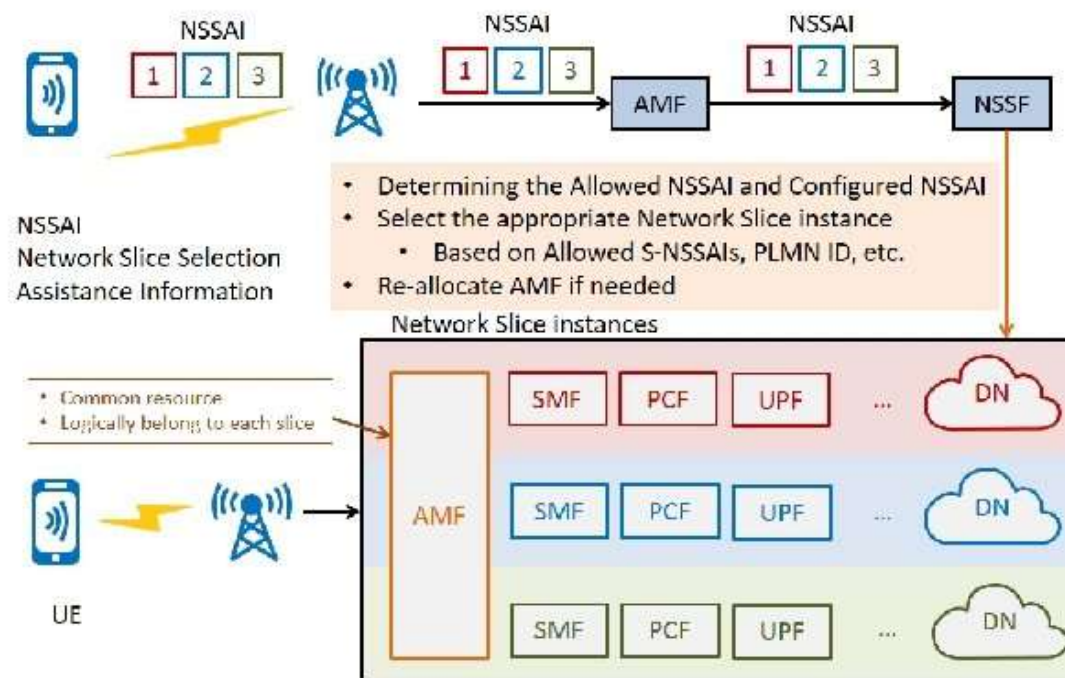 NSSAI
1 2 3
NSSAI
1 2 3
NSSAI
1 2 3
AMF
NSSF
• Determining the Allowed NSSAI and Configured NSSAI
• Select the appropriate Network Slice instance
• Based on Allowed S-NSSAIs, PLMN ID, etc.
• Re-allocate AMF if needed
NSSAI
Network Slice Selection
Assistance Information
Network Slice instances
• Common resource
• Logically belong to each slice
AMF
SMF PCF UPF ... DN
SMF PCF UPF ... DN
SMF PCF UPF ... DN
UE